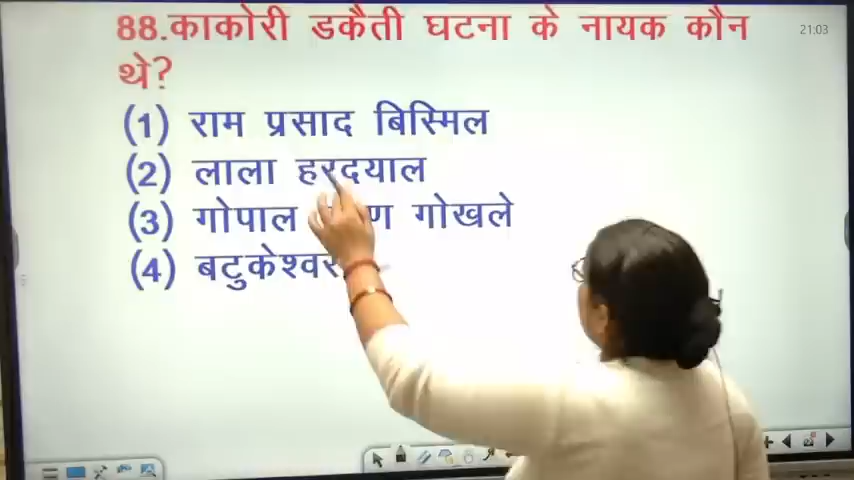 88.काकोरी डकैती घटना के नायक कौन
थे?
(1) राम प्रसाद बिस्मिल
(2) लाला हरदयाल
(3) गोपाल गोखले
(4) बटुकेश्वर
21:03